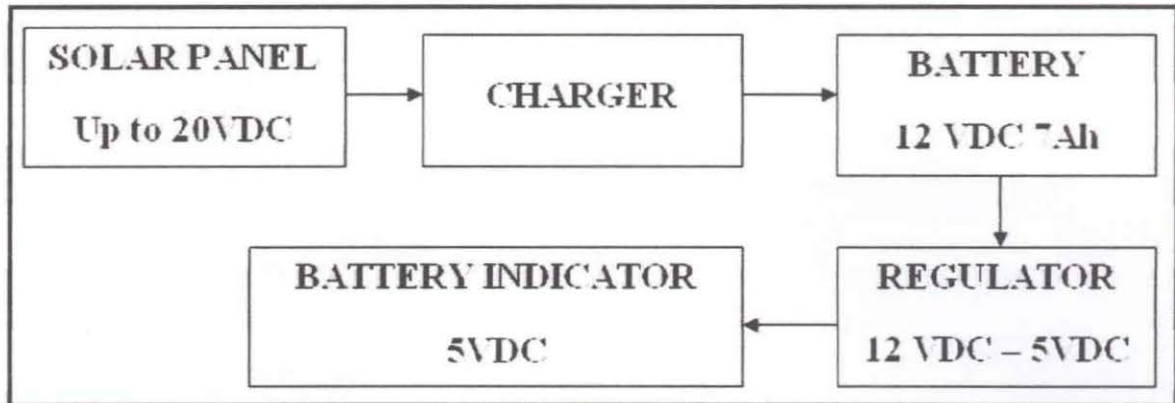 SOLAR PANEL
Up to 20VDC
CHARGER
BATTERY
12 VDC 7Ah
BATTERY INDICATOR
5VDC
REGULATOR
12 VDC – 5VDC